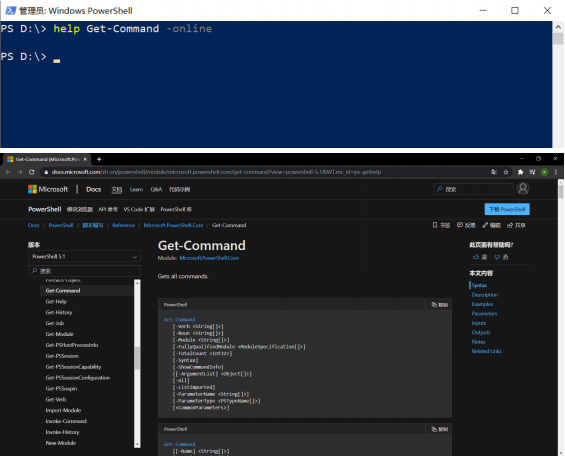 管理员: Windows PowerShell
PS D:\> help Get-Command -online
PS D:\>
Get-Command (Microsoft.Pow
docs.microsoft.com/zh-cn/powershell/module/microsoft.powershell.core/get-command?view=powershell-5.1&WT.mc_id=ps-gethelp
Microsoft Docs 文档 Learn Q&A 代码示例 搜索
PowerShell 模块浏览器 API 参考 VS Code 扩展 PowerShell 库 下载 PowerShell
Docs / PowerShell / 脚本编写 / Reference / Microsoft.PowerShell.Core / Get-Command 书签 反馈 编辑 共享
版本
PowerShell 5.1
搜索
ForEach-Object
Get-Command
Get-Help
Get-History
Get-Job
Get-Module
Get-PSHostProcessInfo
Get-PSSession
Get-PSSessionCapability
Get-PSSessionConfiguration
Get-PSSnapin
Get-Verb
Import-Module
Invoke-Command
Invoke-History
New-Module
Get-Command
Module: Microsoft.PowerShell.Core
Gets all commands.
PowerShell 复制
Get-Command
[-Verb <String[]>]
[-Noun <String[]>]
[-Module <String[]>]
[-FullyQualifiedModule <ModuleSpecification[]>]
[-TotalCount <Int32>]
[-Syntax]
[-ShowCommandInfo]
[[-ArgumentList] <Object[]>]
[-All]
[-ListImported]
[-ParameterName <String[]>]
[-ParameterType <PSTypeName[]>]
[<CommonParameters>]
PowerShell 复制
Get-Command
[[-Name] <String[]>]
此页面有帮助吗?
是 否
本文内容
Syntax
Description
Examples
Parameters
Inputs
Outputs
Notes
Related Links